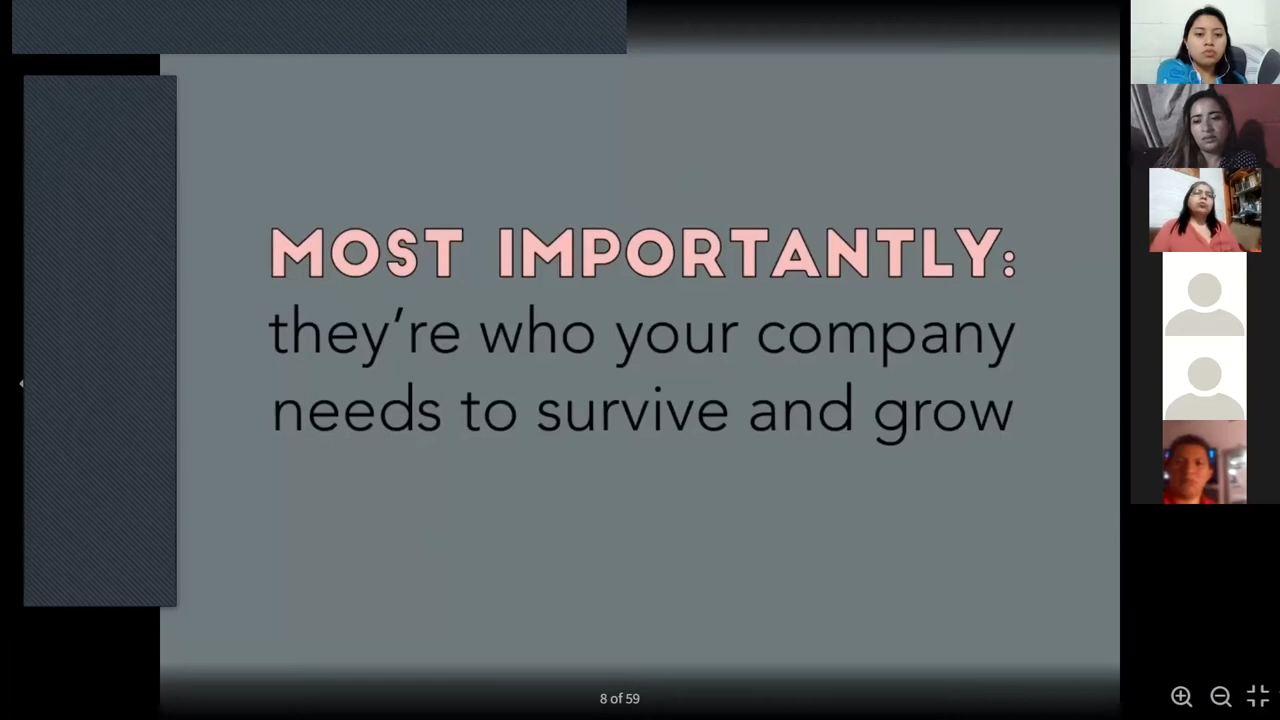 MOST IMPORTANTLY:
they're who your company
needs to survive and grow
8 of 59